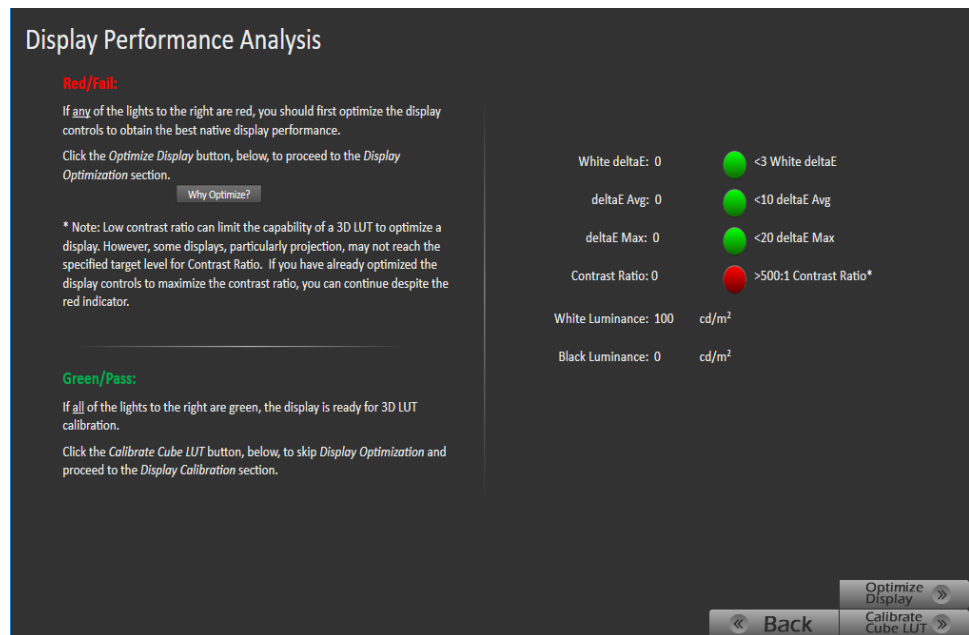 Display Performance Analysis
Red/Fail:
If any of the lights to the right are red, you should first optimize the display
controls to obtain the best native display performance.
Click the Optimize Display button, below, to proceed to the Display
Optimization section.
Why Optimize?
* Note: Low contrast ratio can limit the capability of a 3D LUT to optimize a
display. However, some displays, particularly projection, may not reach the
specified target level for Contrast Ratio. If you have already optimized the
display controls to maximize the contrast ratio, you can continue despite the
red indicator.
Green/Pass:
If all of the lights to the right are green, the display is ready for 3D LUT
calibration.
Click the Calibrate Cube LUT button, below, to skip Display Optimization and
proceed to the Display Calibration section.
White deltaE: 0 <3 White deltaE
deltaE Avg: 0 <10 deltaE Avg
deltaE Max: 0 <20 deltaE Max
Contrast Ratio: 0 >500:1 Contrast Ratio*
White Luminance: 100 cd/m²
Black Luminance: 0 cd/m²
Optimize
Display »
« Back
Calibrate
Cube LUT »